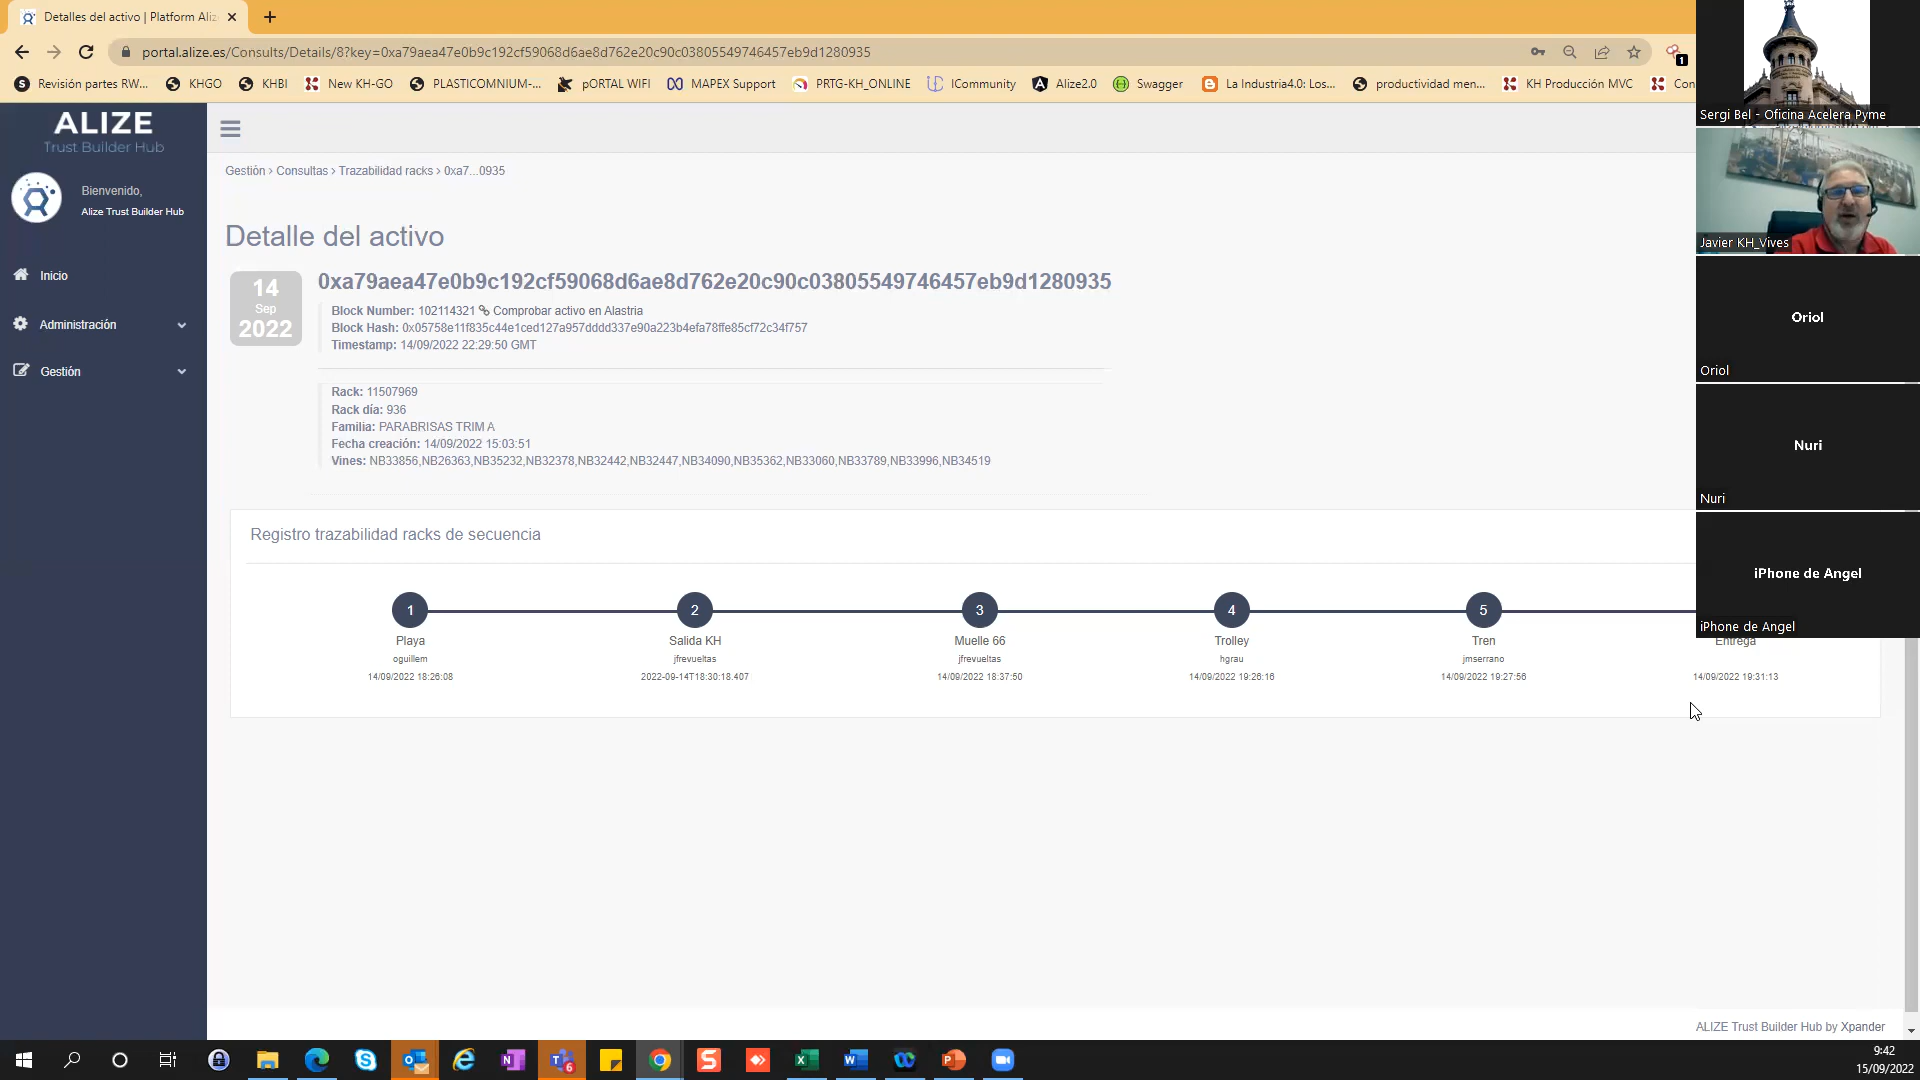 Detalles del activo | Platform Aliz
portal.alize.es/Consults/Details/8?key=0xa79aea47e0b9c192cf59068d6ae8d762e20c90c03805549746457eb9d1280935
1
Revisión partes RW...
KHGO
KHBI
New KH-GO
PLASTICOMNIUM-...
pORTAL WIFI
MAPEX Support
PRTG-KH_ONLINE
ICommunity
Alize2.0
Swagger
La Industria4.0: Los...
productividad men...
KH Producción MVC
Con
ALIZE
Trust Builder Hub
Bienvenido,
Alize Trust Builder Hub
Inicio
Administración
Gestión
Gestión › Consultas › Trazabilidad racks › 0xa7...0935
Detalle del activo
14
Sep
2022
0xa79aea47e0b9c192cf59068d6ae8d762e20c90c03805549746457eb9d1280935
Block Number: 102114321 Comprobar activo en Alastria
Block Hash: 0x05758e11f835c44e1ced127a957dddd337e90a223b4efa78ffe85cf72c34f757
Timestamp: 14/09/2022 22:29:50 GMT
Rack: 11507969
Rack día: 936
Familia: PARABRISAS TRIM A
Fecha creación: 14/09/2022 15:03:51
Vines: NB33856,NB26363,NB35232,NB32378,NB32442,NB32447,NB34090,NB35362,NB33060,NB33789,NB33996,NB34519
Registro trazabilidad racks de secuencia
1
Playa
oguillem
14/09/2022 18:26:08
2
Salida KH
jfrevueltas
2022-09-14T18:30:18.407
3
Muelle 66
jfrevueltas
14/09/2022 18:37:50
4
Trolley
hgrau
14/09/2022 19:26:16
5
Tren
jmserrano
14/09/2022 19:27:56
Entrega
14/09/2022 19:31:13
Sergi Bel - Oficina Acelera Pyme
Javier KH_Vives
Oriol
Oriol
Nuri
Nuri
iPhone de Angel
iPhone de Angel
ALIZE Trust Builder Hub by Xpander
6
9:42
15/09/2022